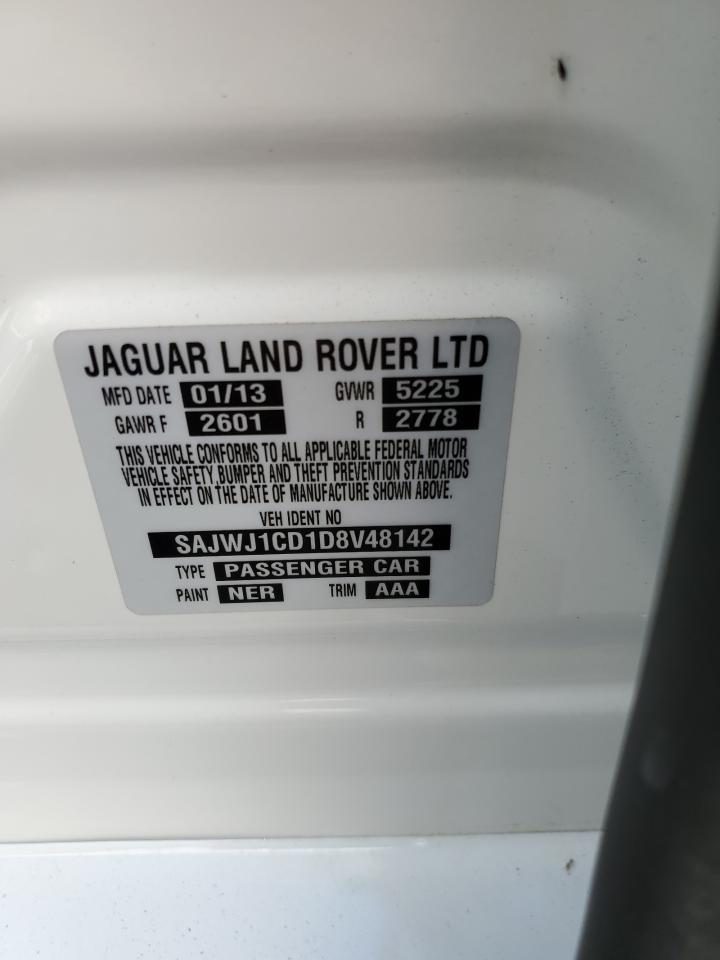 JAGUAR LAND ROVER LTD
MFD DATE 01/13 GVWR 5225
GAWR F 2601 R 2778
THIS VEHICLE CONFORMS TO ALL APPLICABLE FEDERAL MOTOR
VEHICLE SAFETY,BUMPER AND THEFT PREVENTION STANDARDS
IN EFFECT ON THE DATE OF MANUFACTURE SHOWN ABOVE.
VEH IDENT NO
SAJWJ1CD1D8V48142
TYPE PASSENGER CAR
PAINT NER TRIM AAA